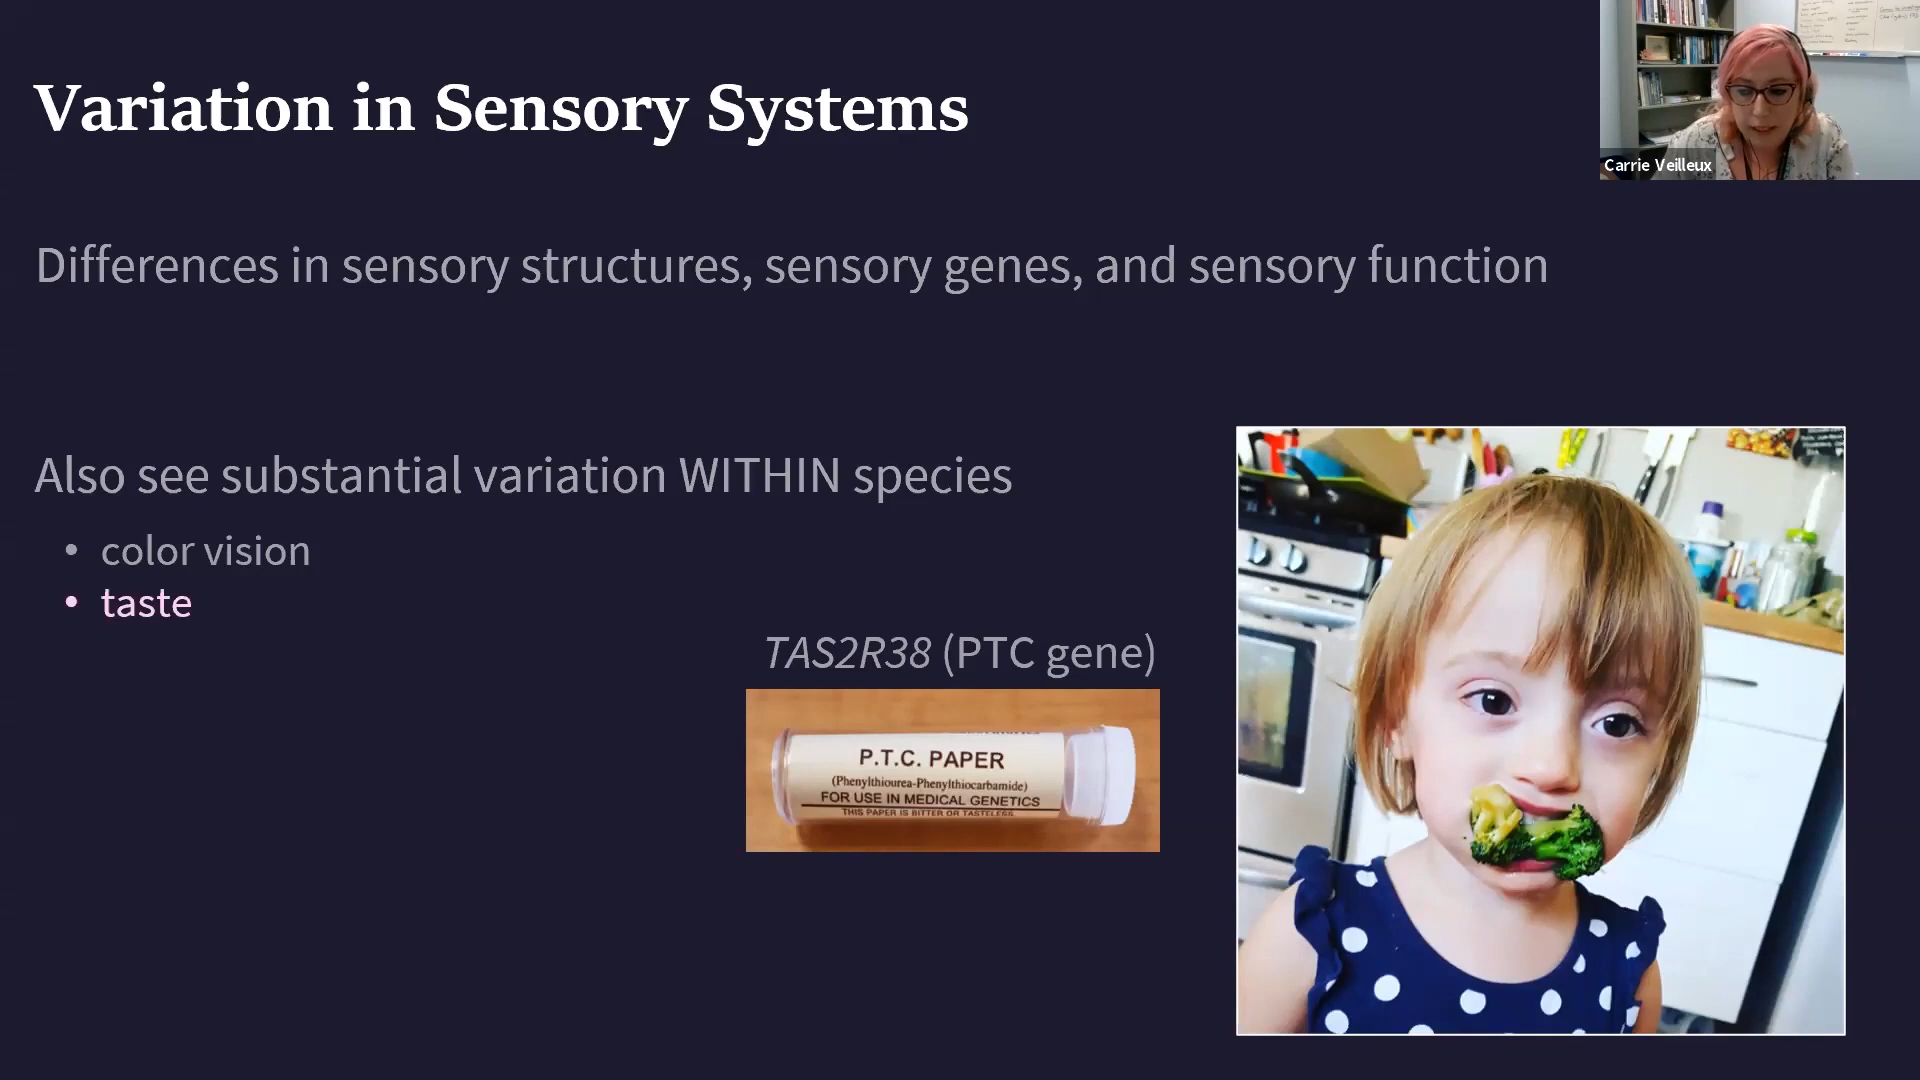 Variation in Sensory Systems
Carrie Veilleux
Differences in sensory structures, sensory genes, and sensory function
Also see substantial variation WITHIN species
• color vision
• taste
TAS2R38 (PTC gene)
P.T.C. PAPER
(Phenylthiourea-Phenylthiocarbamide)
FOR USE IN MEDICAL GENETICS
THIS PAPER IS BITTER OR TASTELESS.